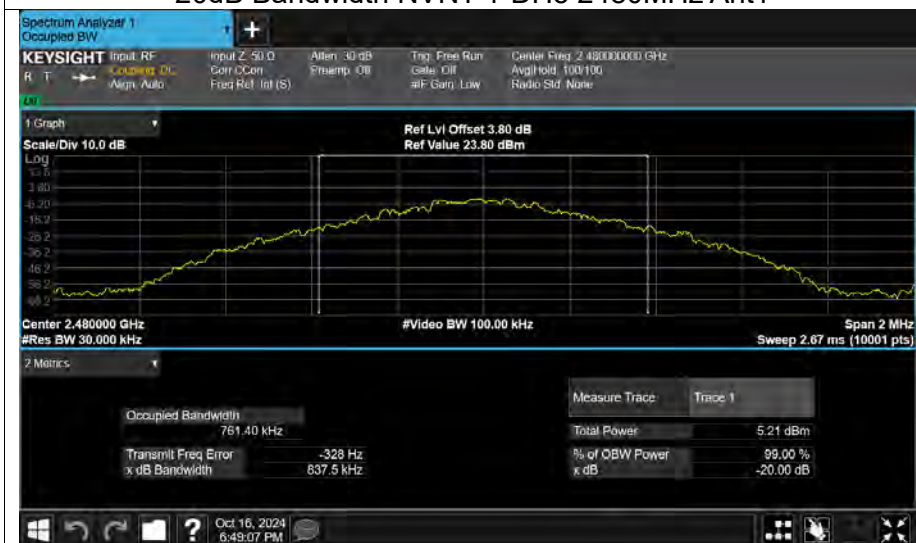 Spectrum Analyzer 1
Occupied BW
KEYSIGHT Input: RF
R T Coupling: DC
Align: Auto
Input Z: 50 Ω
Corr CCorr
Freq Ref: Int (S)
Atten: 30 dB
Preamp: Off
Trig: Free Run
Gate: Off
#IF Gain: Low
Center Freq: 2.480000000 GHz
Avg|Hold: 100/100
Radio Std: None
1 Graph
Scale/Div 10.0 dB
Ref Lvl Offset 3.80 dB
Ref Value 23.80 dBm
Log
13.8
3.80
-6.20
-16.2
-26.2
-36.2
-46.2
-56.2
-66.2
Center 2.480000 GHz
#Res BW 30.000 kHz
#Video BW 100.00 kHz
Span 2 MHz
Sweep 2.67 ms (10001 pts)
2 Metrics
Measure Trace Trace 1
Occupied Bandwidth
761.40 kHz
Total Power 5.21 dBm
Transmit Freq Error -328 Hz
% of OBW Power 99.00 %
x dB Bandwidth 837.5 kHz
x dB -20.00 dB
Oct 16, 2024
6:49:07 PM